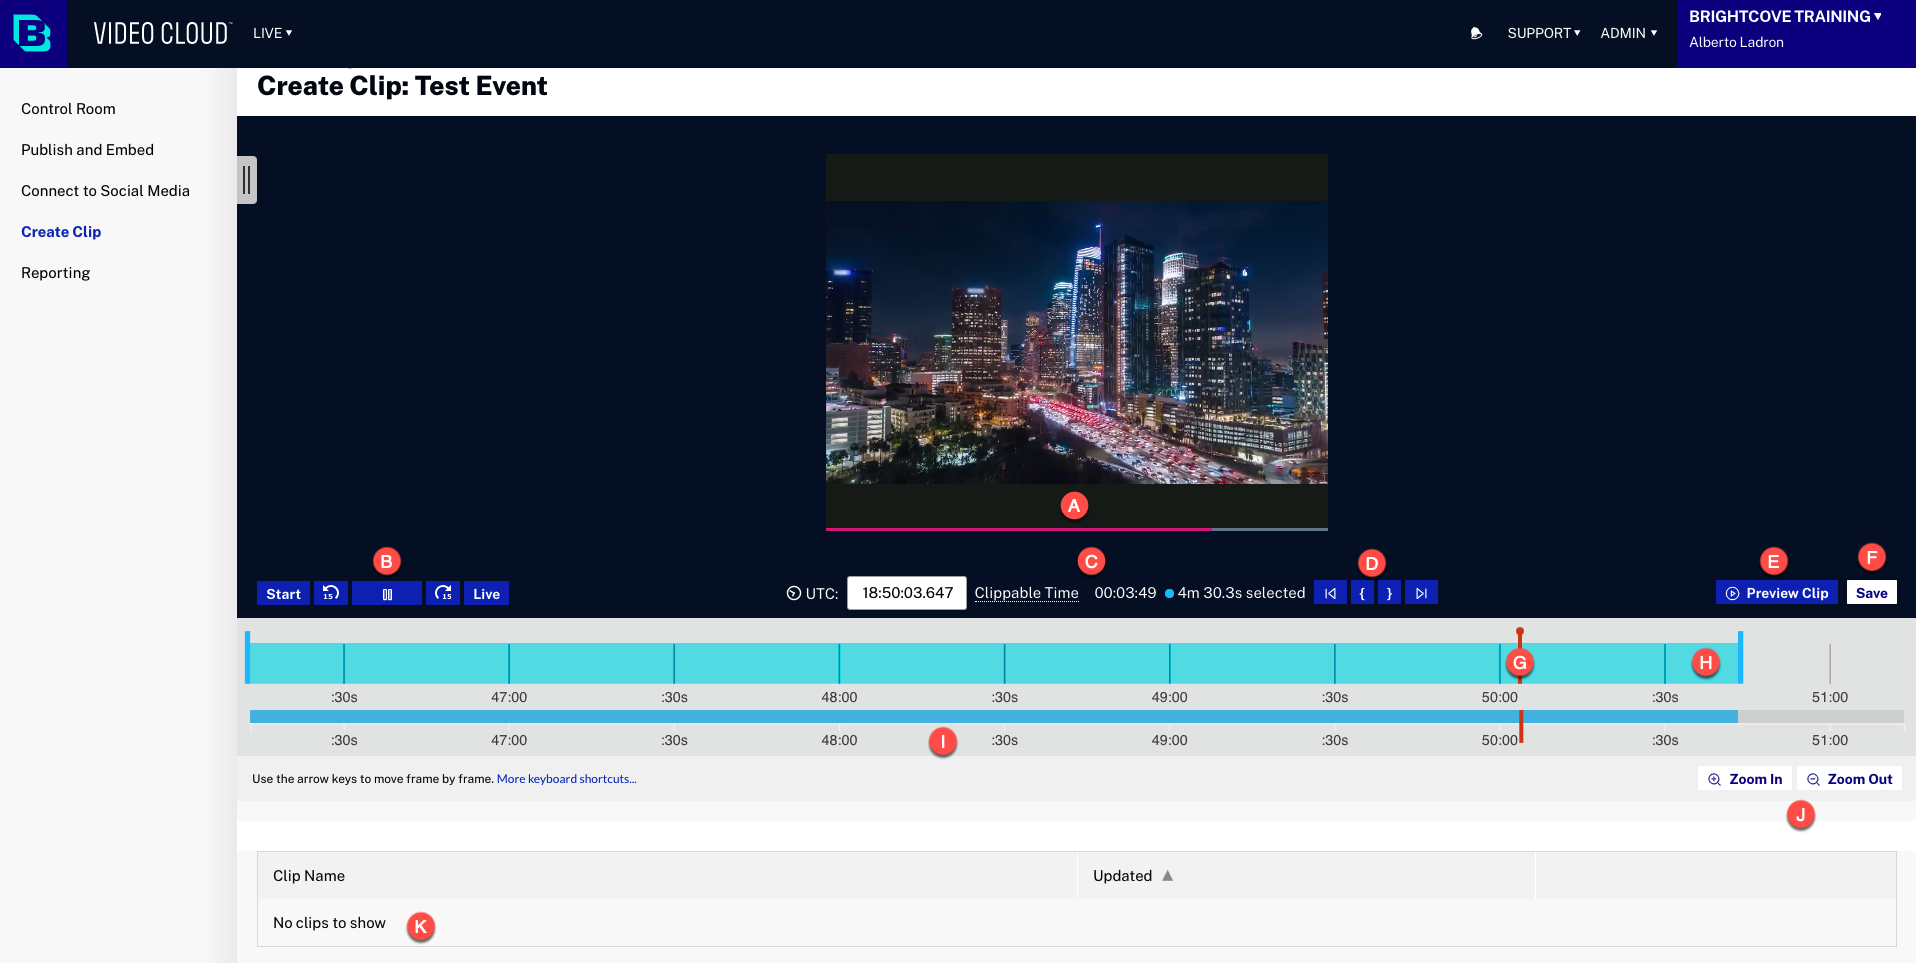 VIDEO CLOUD™ LIVE ▾ SUPPORT ▾ ADMIN ▾ BRIGHTCOVE TRAINING ▾
Alberto Ladron
Create Clip: Test Event
Control Room
Publish and Embed
Connect to Social Media
Create Clip
Reporting
A
B
C
D
E
F
Start 15 15 Live
UTC: 18:50:03.647 Clippable Time 00:03:49 4m 30.3s selected { }
Preview Clip Save
G H
:30s 47:00 :30s 48:00 :30s 49:00 :30s 50:00 :30s 51:00
:30s 47:00 :30s 48:00 I :30s 49:00 :30s 50:00 :30s 51:00
Use the arrow keys to move frame by frame. More keyboard shortcuts...
Zoom In Zoom Out
J
Clip Name Updated ▲
No clips to show K